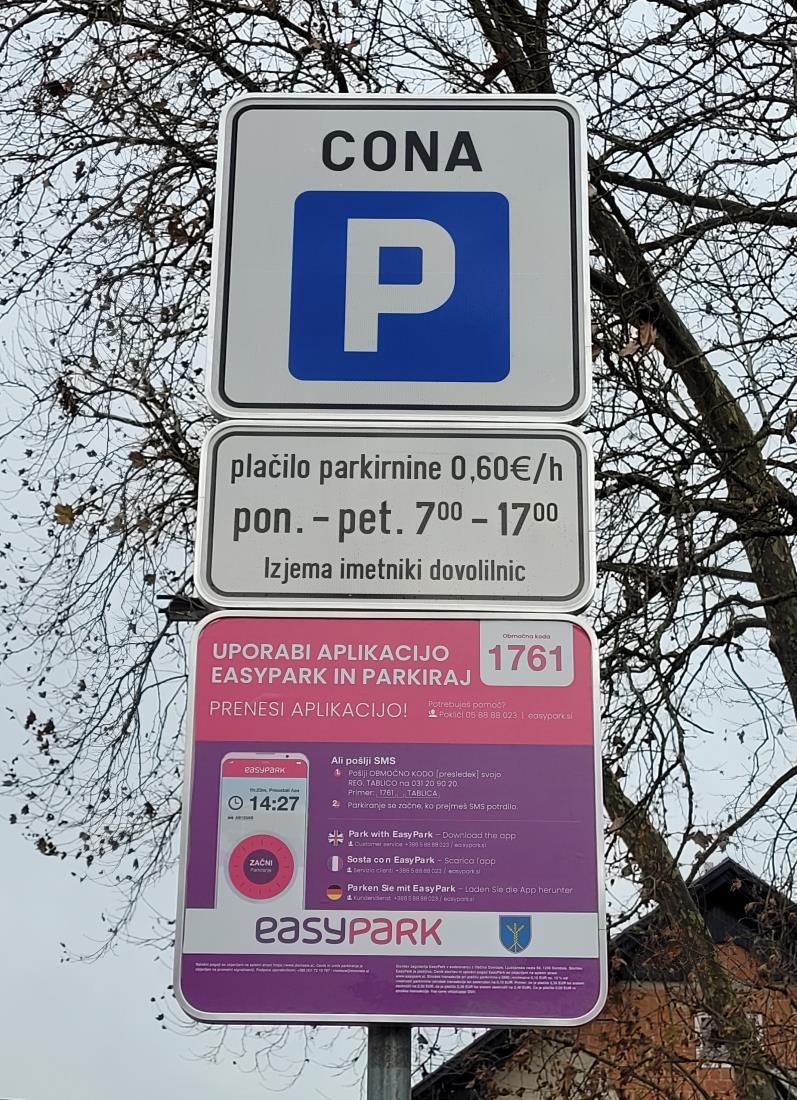 CONA
P
plačilo parkirnine 0,60€/h
pon. – pet. 7⁰⁰ – 17⁰⁰
Izjema imetniki dovolilnic
Območna koda
1761
UPORABI APLIKACIJO
EASYPARK IN PARKIRAJ
PRENESI APLIKACIJO!
Potrebuješ pomoč?
Pokliči 05 88 88 023 | easypark.si
easyPARK
14:27
ZAČNI
Parkiranje
Ali pošlji SMS
1. Pošlji OBMOČNO KODO [presledek] svojo
REG. TABLICO na 031 20 90 20.
Primer: 1761 _ TABLICA
2. Parkiranje se začne, ko prejmeš SMS potrdilo.
Park with EasyPark – Download the app
Customer service +386 5 88 88 023 / easypark.si
Sosta con EasyPark – Scarica l'app
Servizio clienti +386 5 88 88 023 / easypark.si
Parken Sie mit EasyPark – Laden Sie die App herunter
Kundendienst +386 5 88 88 023 / easypark.si
easyPARK